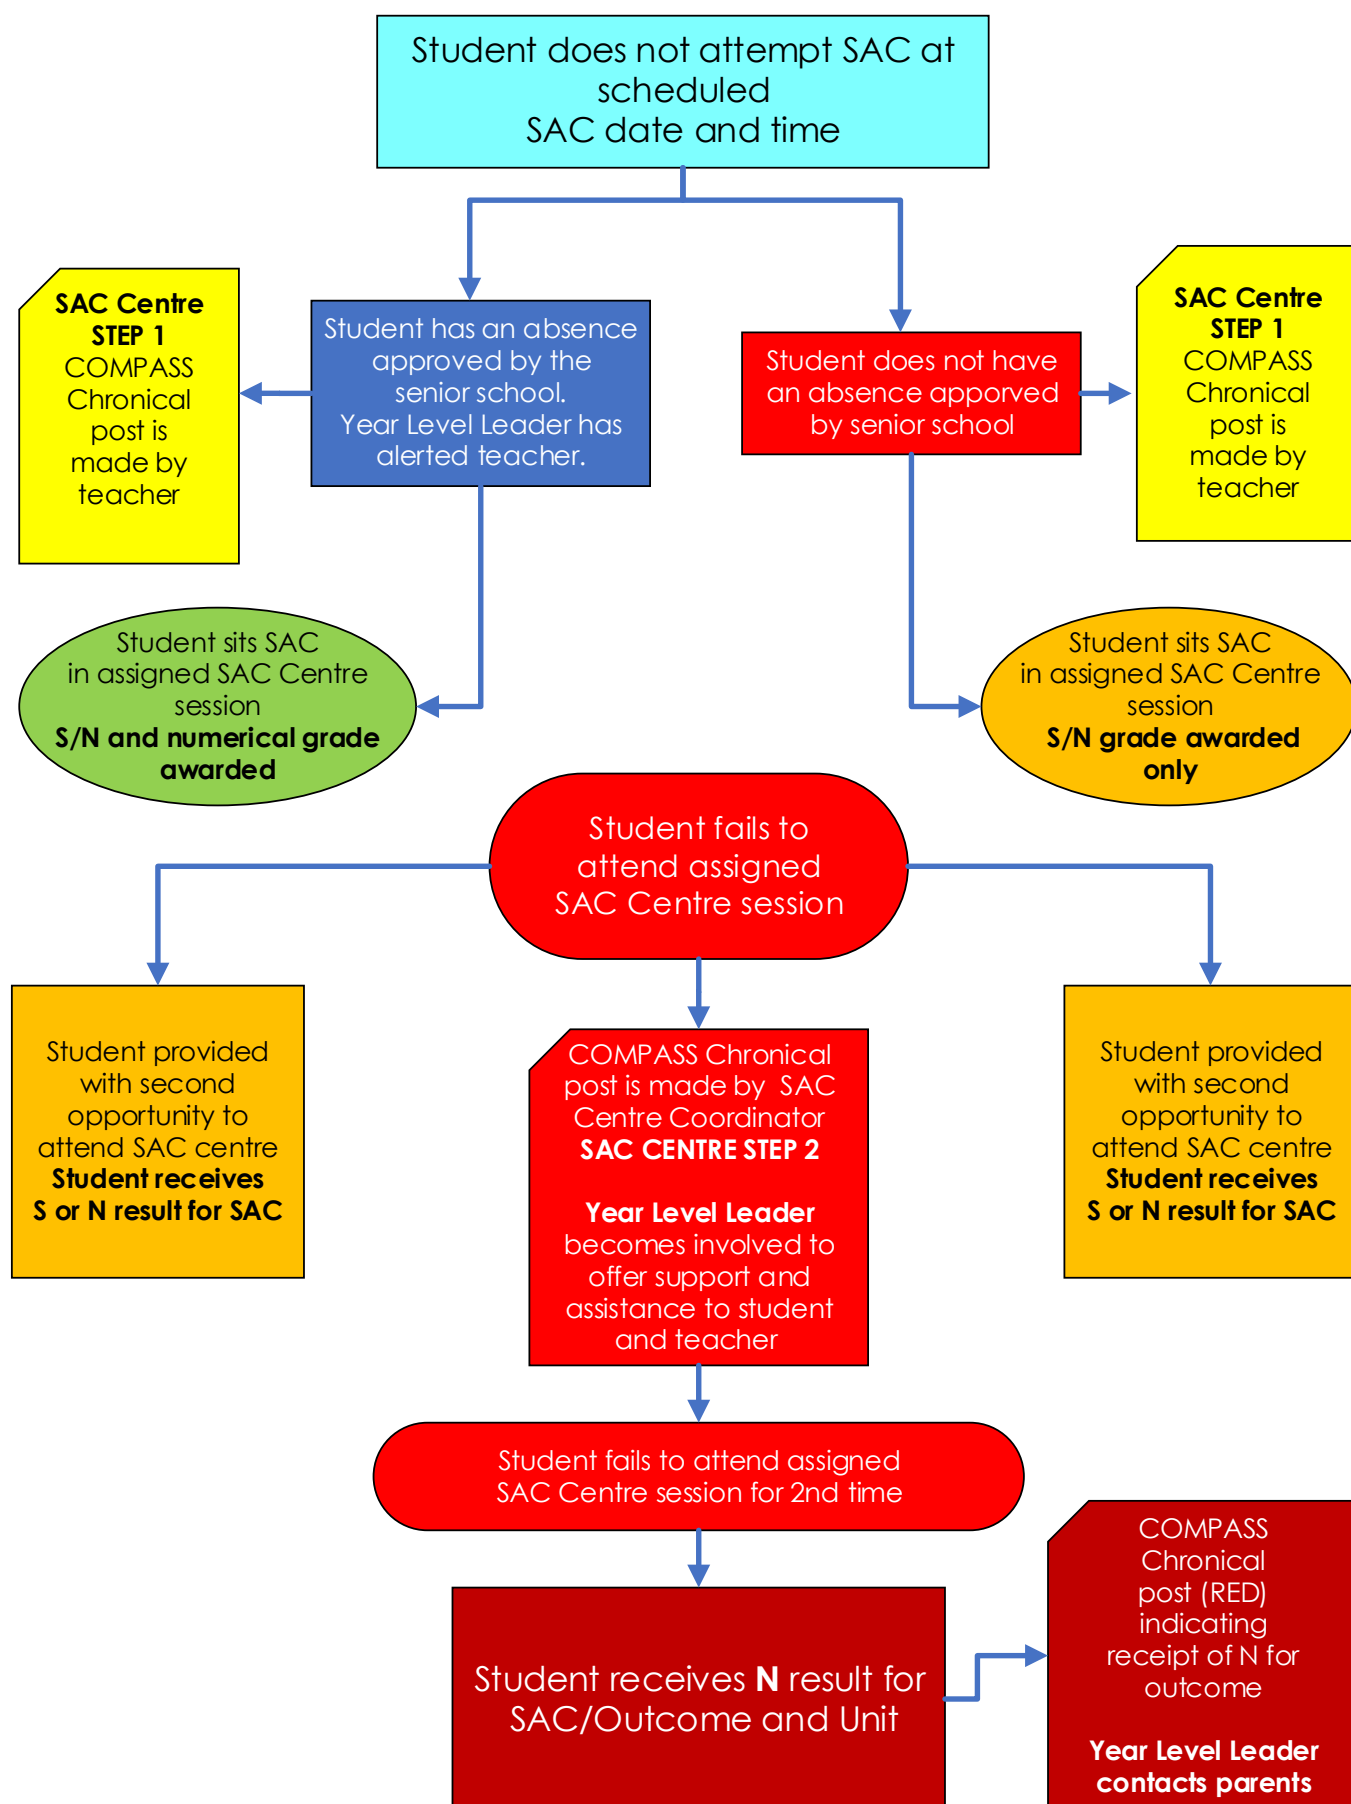 Student does not attempt SAC at
scheduled
SAC date and time
SAC Centre
STEP 1
COMPASS
Chronical
post is
made by
teacher
Student has an absence
approved by the
senior school.
Year Level Leader has
alerted teacher.
Student does not have
an absence apporved
by senior school
SAC Centre
STEP 1
COMPASS
Chronical
post is
made by
teacher
Student sits SAC
in assigned SAC Centre
session
S/N and numerical grade
awarded
Student sits SAC
in assigned SAC Centre
session
S/N grade awarded
only
Student fails to
attend assigned
SAC Centre session
Student provided
with second
opportunity to
attend SAC centre
Student receives
S or N result for SAC
COMPASS Chronical
post is made by SAC
Centre Coordinator
SAC CENTRE STEP 2
Year Level Leader
becomes involved to
offer support and
assistance to student
and teacher
Student provided
with second
opportunity to
attend SAC centre
Student receives
S or N result for SAC
Student fails to attend assigned
SAC Centre session for 2nd time
Student receives N result for
SAC/Outcome and Unit
COMPASS
Chronical
post (RED)
indicating
receipt of N for
outcome
Year Level Leader
contacts parents